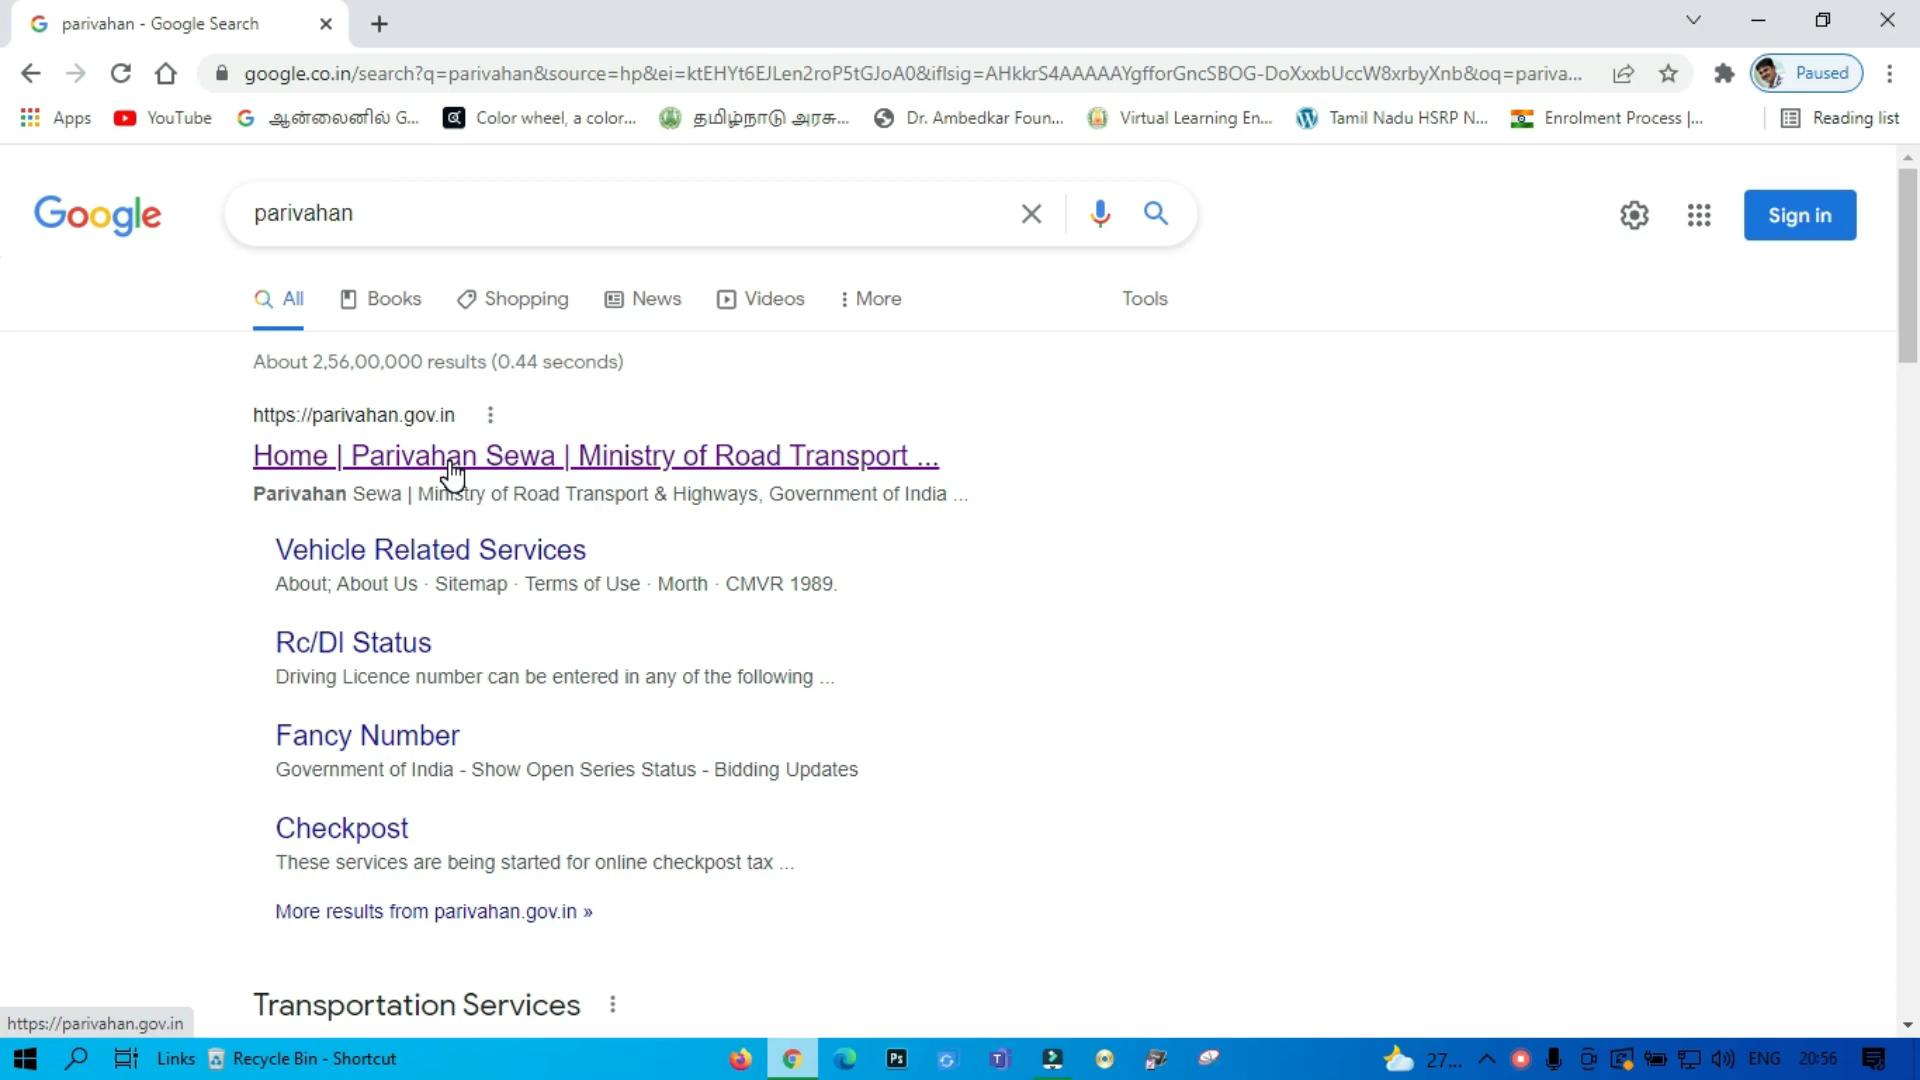 parivahan - Google Search
google.co.in/search?q=parivahan&source=hp&ei=ktEHYt6EJLen2roP5tGJoA0&iflsig=AHkkrS4AAAAAYgfforGncSBOG-DoXxxbUccW8xrbyXnb&oq=pariva...
Paused
Apps YouTube ஆன்லைனில் G... Color wheel, a color... தமிழ்நாடு அரசு... Dr. Ambedkar Foun... Virtual Learning En... Tamil Nadu HSRP N... Enrolment Process |... Reading list
Google parivahan Sign in
All Books Shopping News Videos More Tools
About 2,56,00,000 results (0.44 seconds)
https://parivahan.gov.in
Home | Parivahan Sewa | Ministry of Road Transport ...
Parivahan Sewa | Ministry of Road Transport & Highways, Government of India ...
Vehicle Related Services
About; About Us · Sitemap · Terms of Use · Morth · CMVR 1989.
Rc/Dl Status
Driving Licence number can be entered in any of the following ...
Fancy Number
Government of India - Show Open Series Status - Bidding Updates
Checkpost
These services are being started for online checkpost tax ...
More results from parivahan.gov.in »
Transportation Services
https://parivahan.gov.in
Links Recycle Bin - Shortcut Ps 27... ENG 20:56